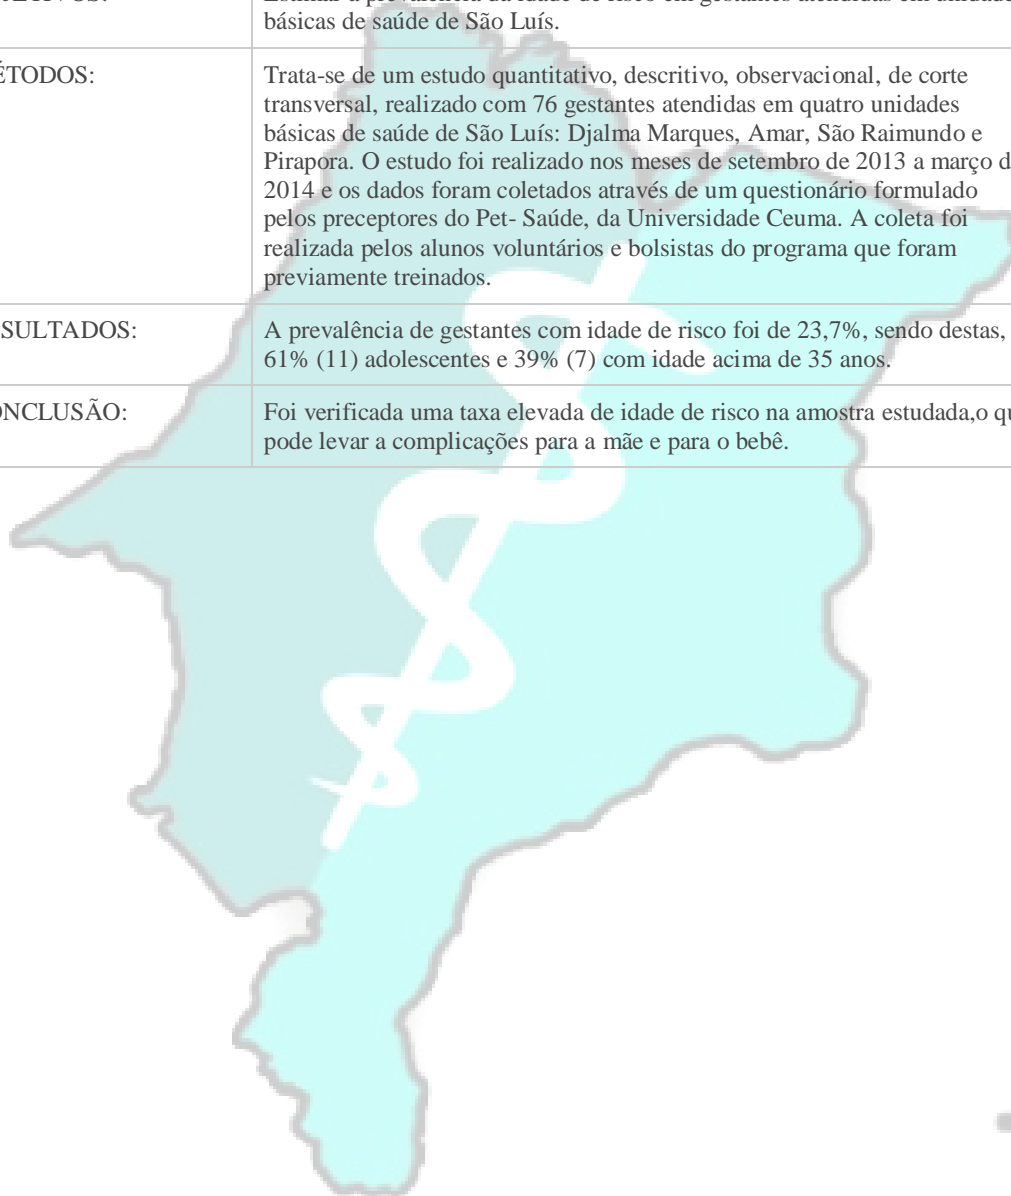 básicas de saúde de São Luís.
ÉTODOS:
Trata-se de um estudo quantitativo, descritivo, observacional, de corte
transversal, realizado com 76 gestantes atendidas em quatro unidades
básicas de saúde de São Luís: Djalma Marques, Amar, São Raimundo e
Pirapora. O estudo foi realizado nos meses de setembro de 2013 a março d
2014 e os dados foram coletados através de um questionário formulado
pelos preceptores do Pet- Saúde, da Universidade Ceuma. A coleta foi
realizada pelos alunos voluntários e bolsistas do programa que foram
previamente treinados.
SULTADOS:
A prevalência de gestantes com idade de risco foi de 23,7%, sendo destas,
61% (11) adolescentes e 39% (7) com idade acima de 35 anos.
ONCLUSÃO:
Foi verificada uma taxa elevada de idade de risco na amostra estudada,o qu
pode levar a complicações para a mãe e para o bebê.